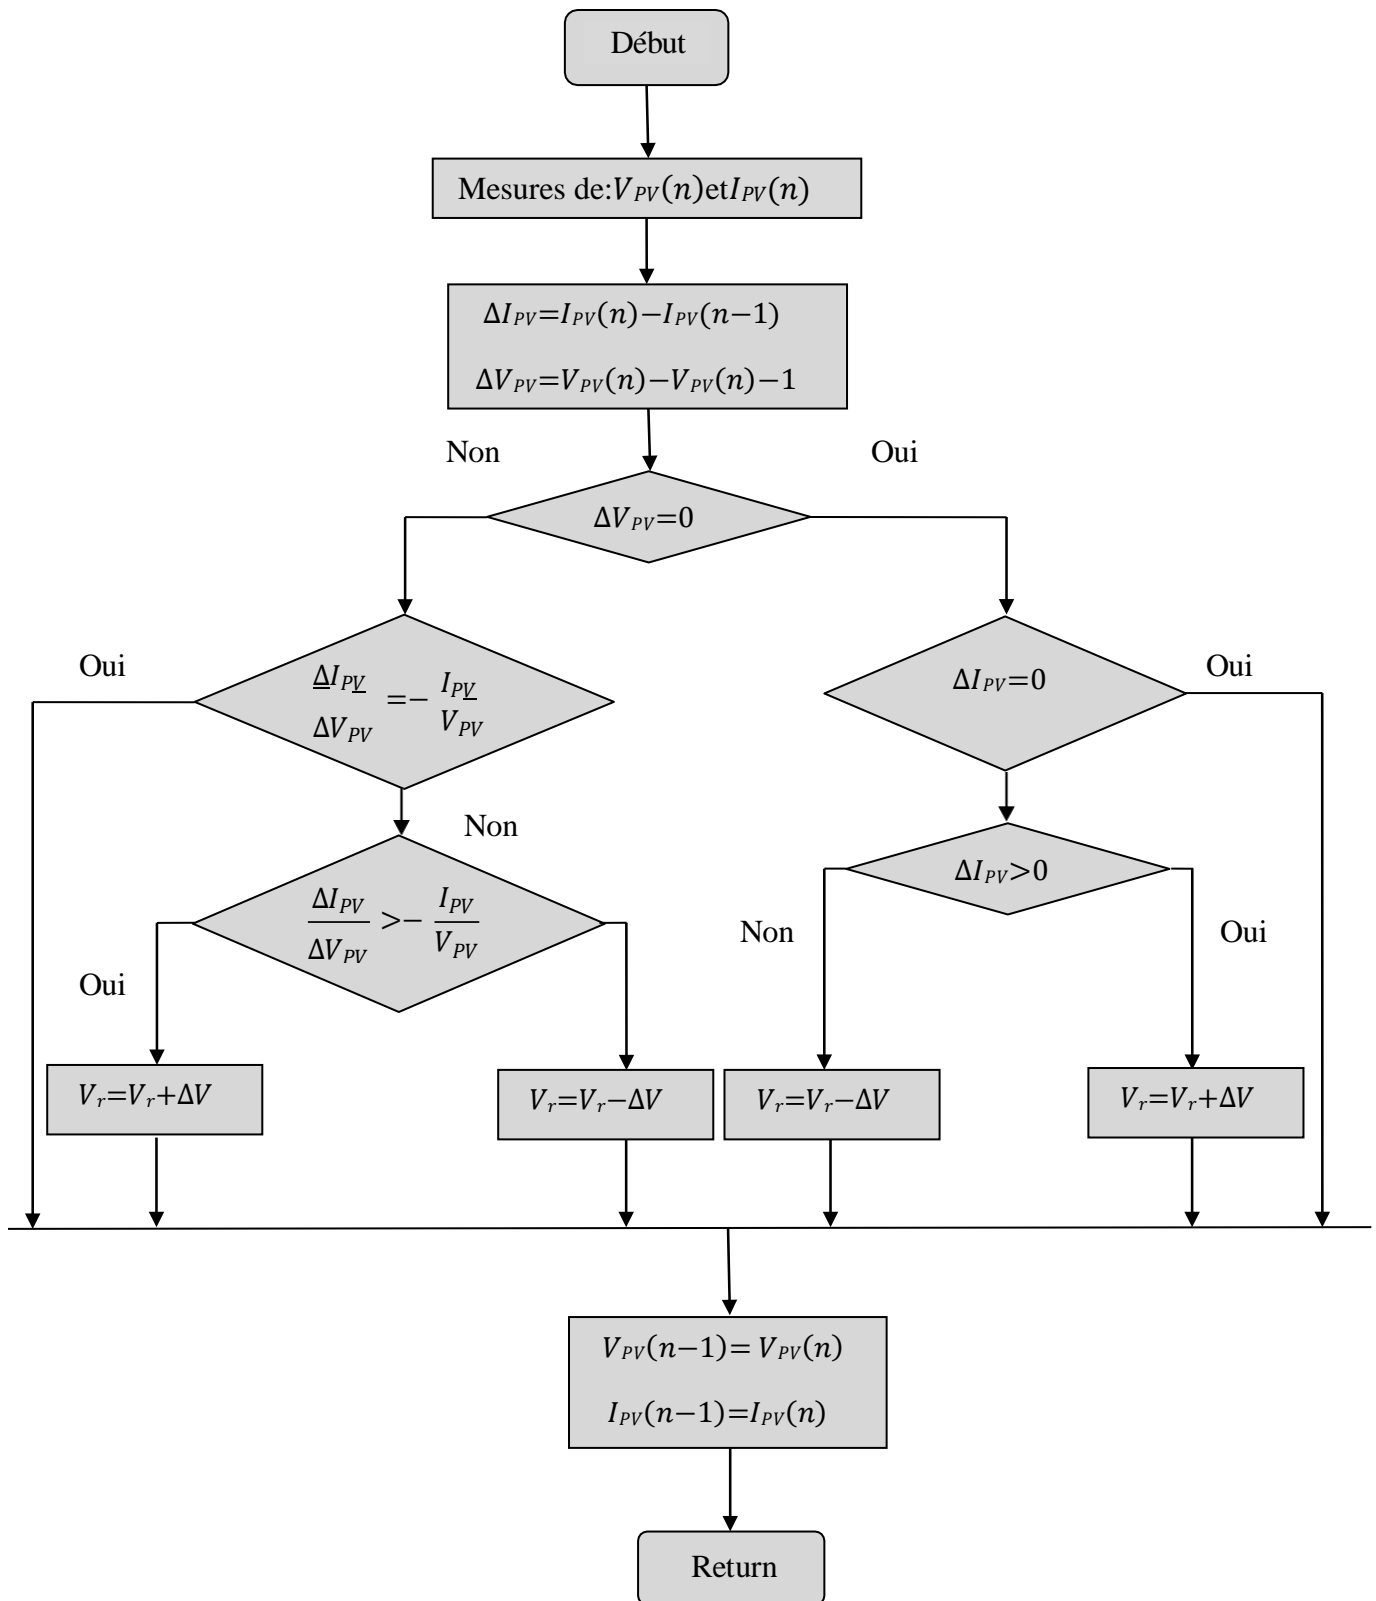 Début
Mesures de:V_PV(n)etI_PV(n)
ΔI_PV=I_PV(n)−I_PV(n−1)
ΔV_PV=V_PV(n)−V_PV(n)−1
Non
Oui
ΔV_PV=0
Oui
ΔI_PV
ΔV_PV
=−
I_PV
V_PV
ΔI_PV=0
Oui
Non
ΔI_PV
ΔV_PV
>−
I_PV
V_PV
Oui
ΔI_PV>0
Non
Oui
V_r=V_r+ΔV
V_r=V_r−ΔV
V_r=V_r−ΔV
V_r=V_r+ΔV
V_PV(n−1)= V_PV(n)
I_PV(n−1)=I_PV(n)
Return